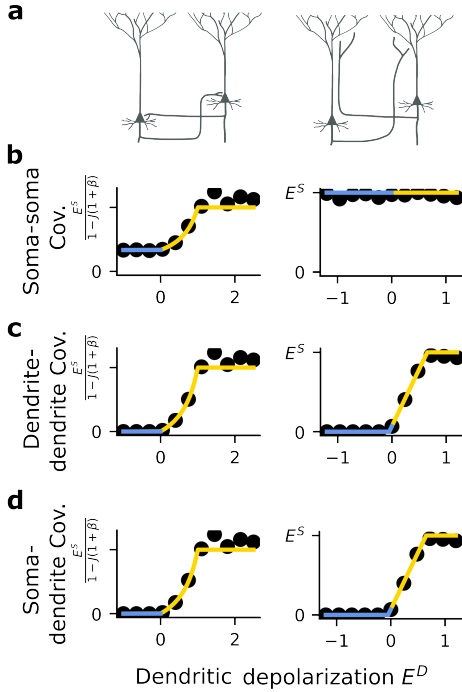 a
b
Soma-soma
Cov.
E^S
1 − J(1 + β)
0
0
2
E^S
0
−1
0
1
c
Dendrite-
dendrite Cov.
E^S
1 − J(1 + β)
0
0
2
E^S
0
−1
0
1
d
Soma-
dendrite Cov.
E^S
1 − J(1 + β)
0
0
2
E^S
0
−1
0
1
Dendritic depolarization E^D